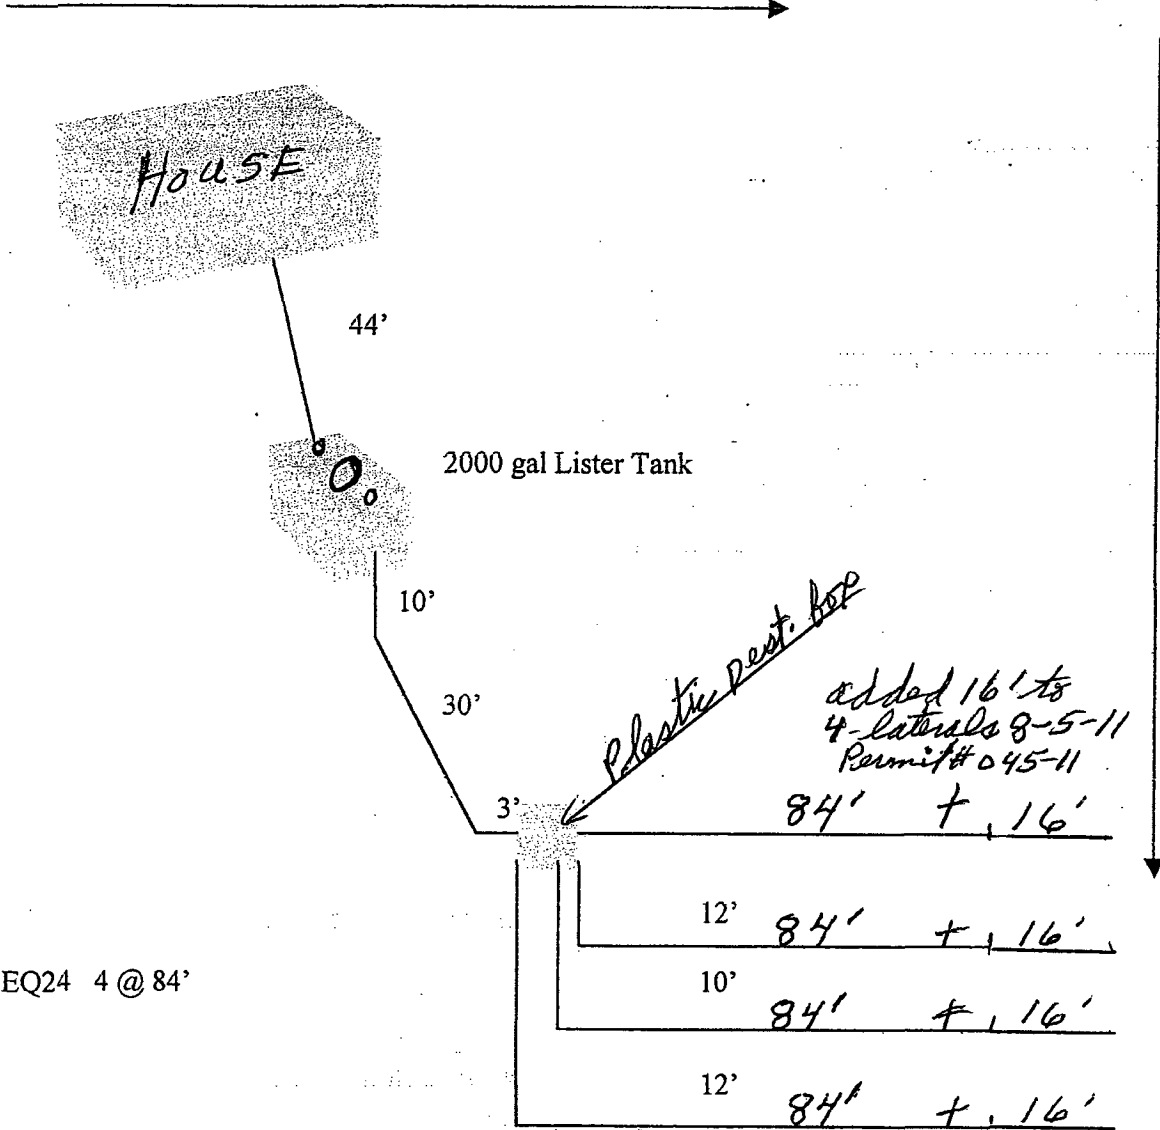 HOUSE
44'
2000 gal Lister Tank
10'
30'
Plastic Dest. box
added 16' to
4-laterals 8-5-11
Permit# 045-11
3'
84' + 16'
12'
84' + 16'
EQ24 4 @ 84'
10'
84' + 16'
12'
84' + 16'